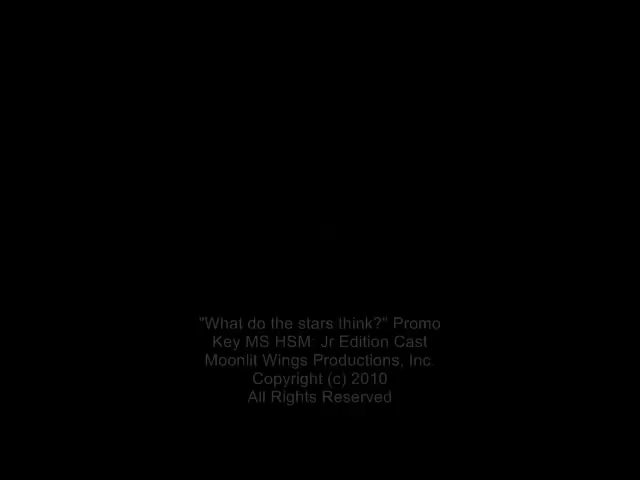 "What do the stars think?" Promo
Key MS HSM: Jr Edition Cast
Moonlit Wings Productions, Inc.
Copyright (c) 2010
All Rights Reserved